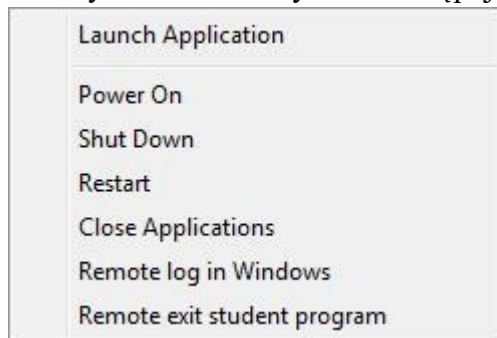 Launch Application
Power On
Shut Down
Restart
Close Applications
Remote log in Windows
Remote exit student program